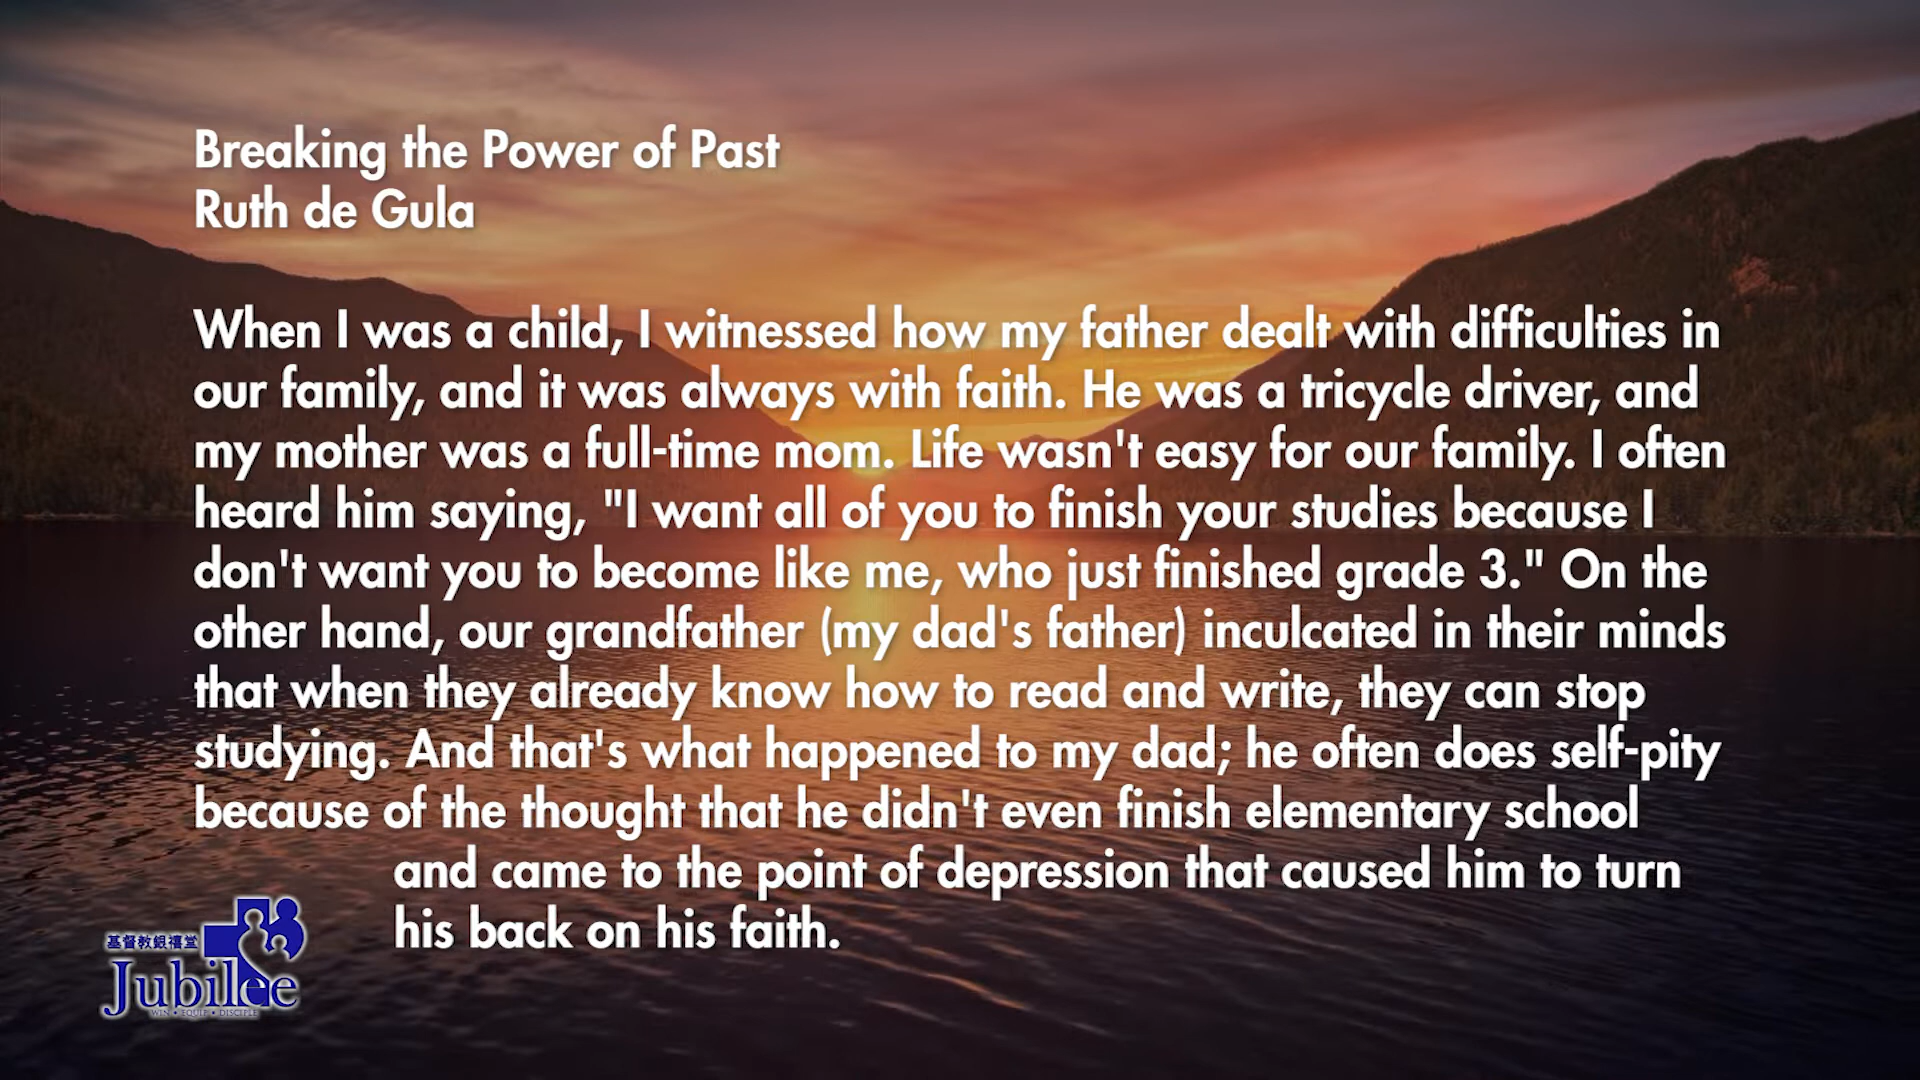 Breaking the Power of Past
Ruth de Gula
When I was a child, I witnessed how my father dealt with difficulties in
our family, and it was always with faith. He was a tricycle driver, and
my mother was a full-time mom. Life wasn't easy for our family. I often
heard him saying, "I want all of you to finish your studies because I
don't want you to become like me, who just finished grade 3." On the
other hand, our grandfather (my dad's father) inculcated in their minds
that when they already know how to read and write, they can stop
studying. And that's what happened to my dad; he often does self-pity
because of the thought that he didn't even finish elementary school
and came to the point of depression that caused him to turn
his back on his faith.
基督教銀禧堂
Jubilee
WIN • EQUIP • DISCIPLE